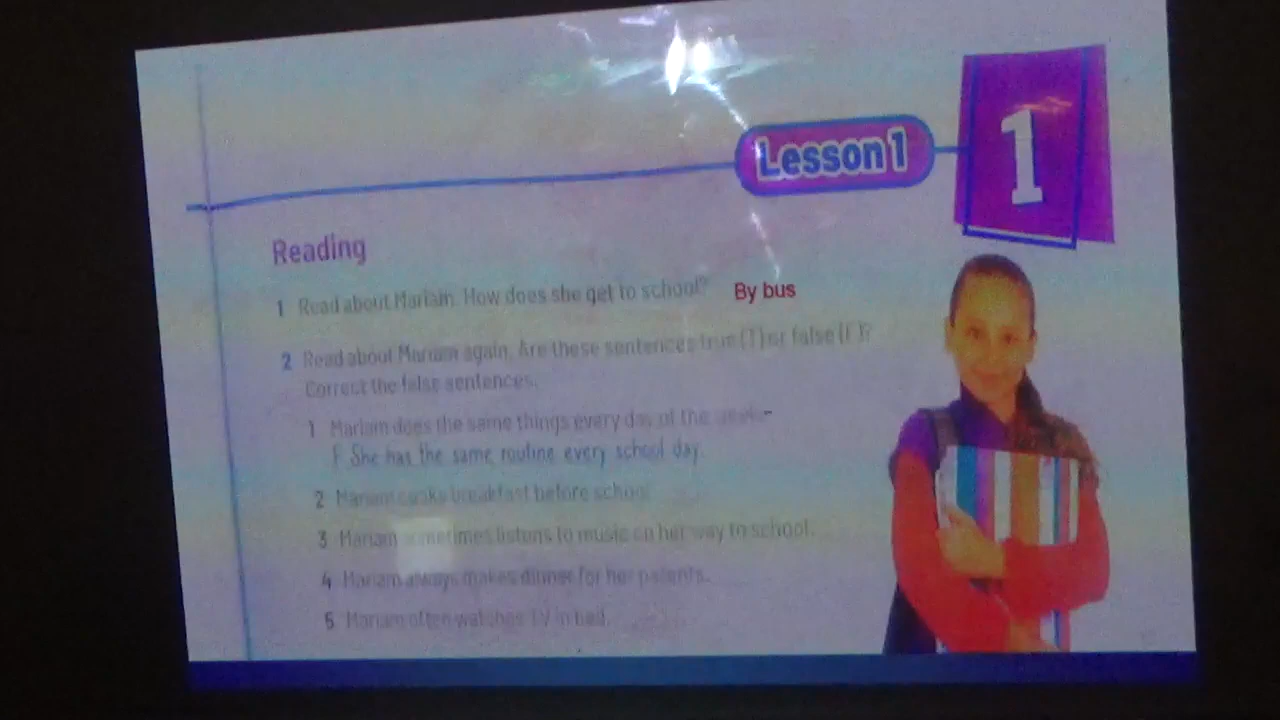 Lesson 1
1
Reading
1 Read about Mariam. How does she get to school? By bus
2 Read about Mariam again. Are these sentences true (T) or false (F)?
Correct the false sentences.
1 Mariam does the same things every day of the week.
F. She has the same routine every school day.
2 Mariam cooks breakfast before school.
3 Mariam sometimes listens to music on her way to school.
4 Mariam always makes dinner for her parents.
5 Mariam often watches TV in bed.